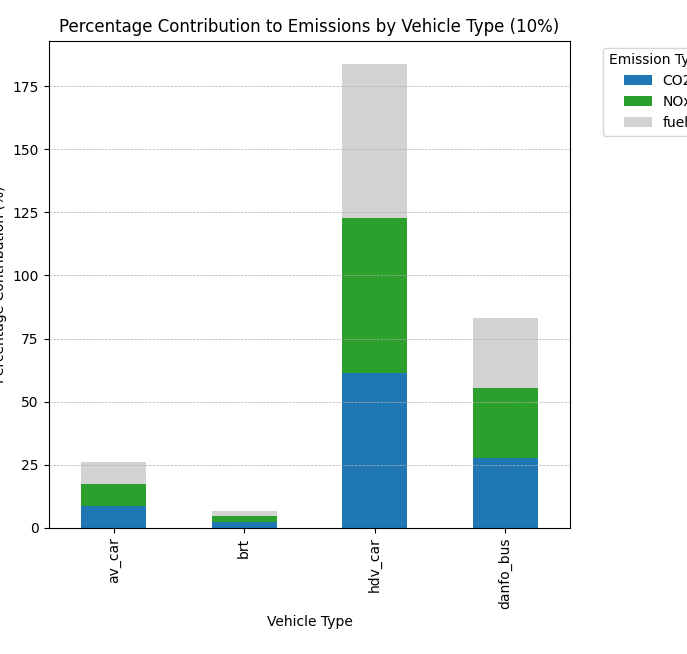 Percentage Contribution to Emissions by Vehicle Type (10%)
Emission Ty
CO2
NOx
fuel
Percentage Contribution (%)
175
150
125
100
75
50
25
0
av_car
brt
hdv_car
danfo_bus
Vehicle Type